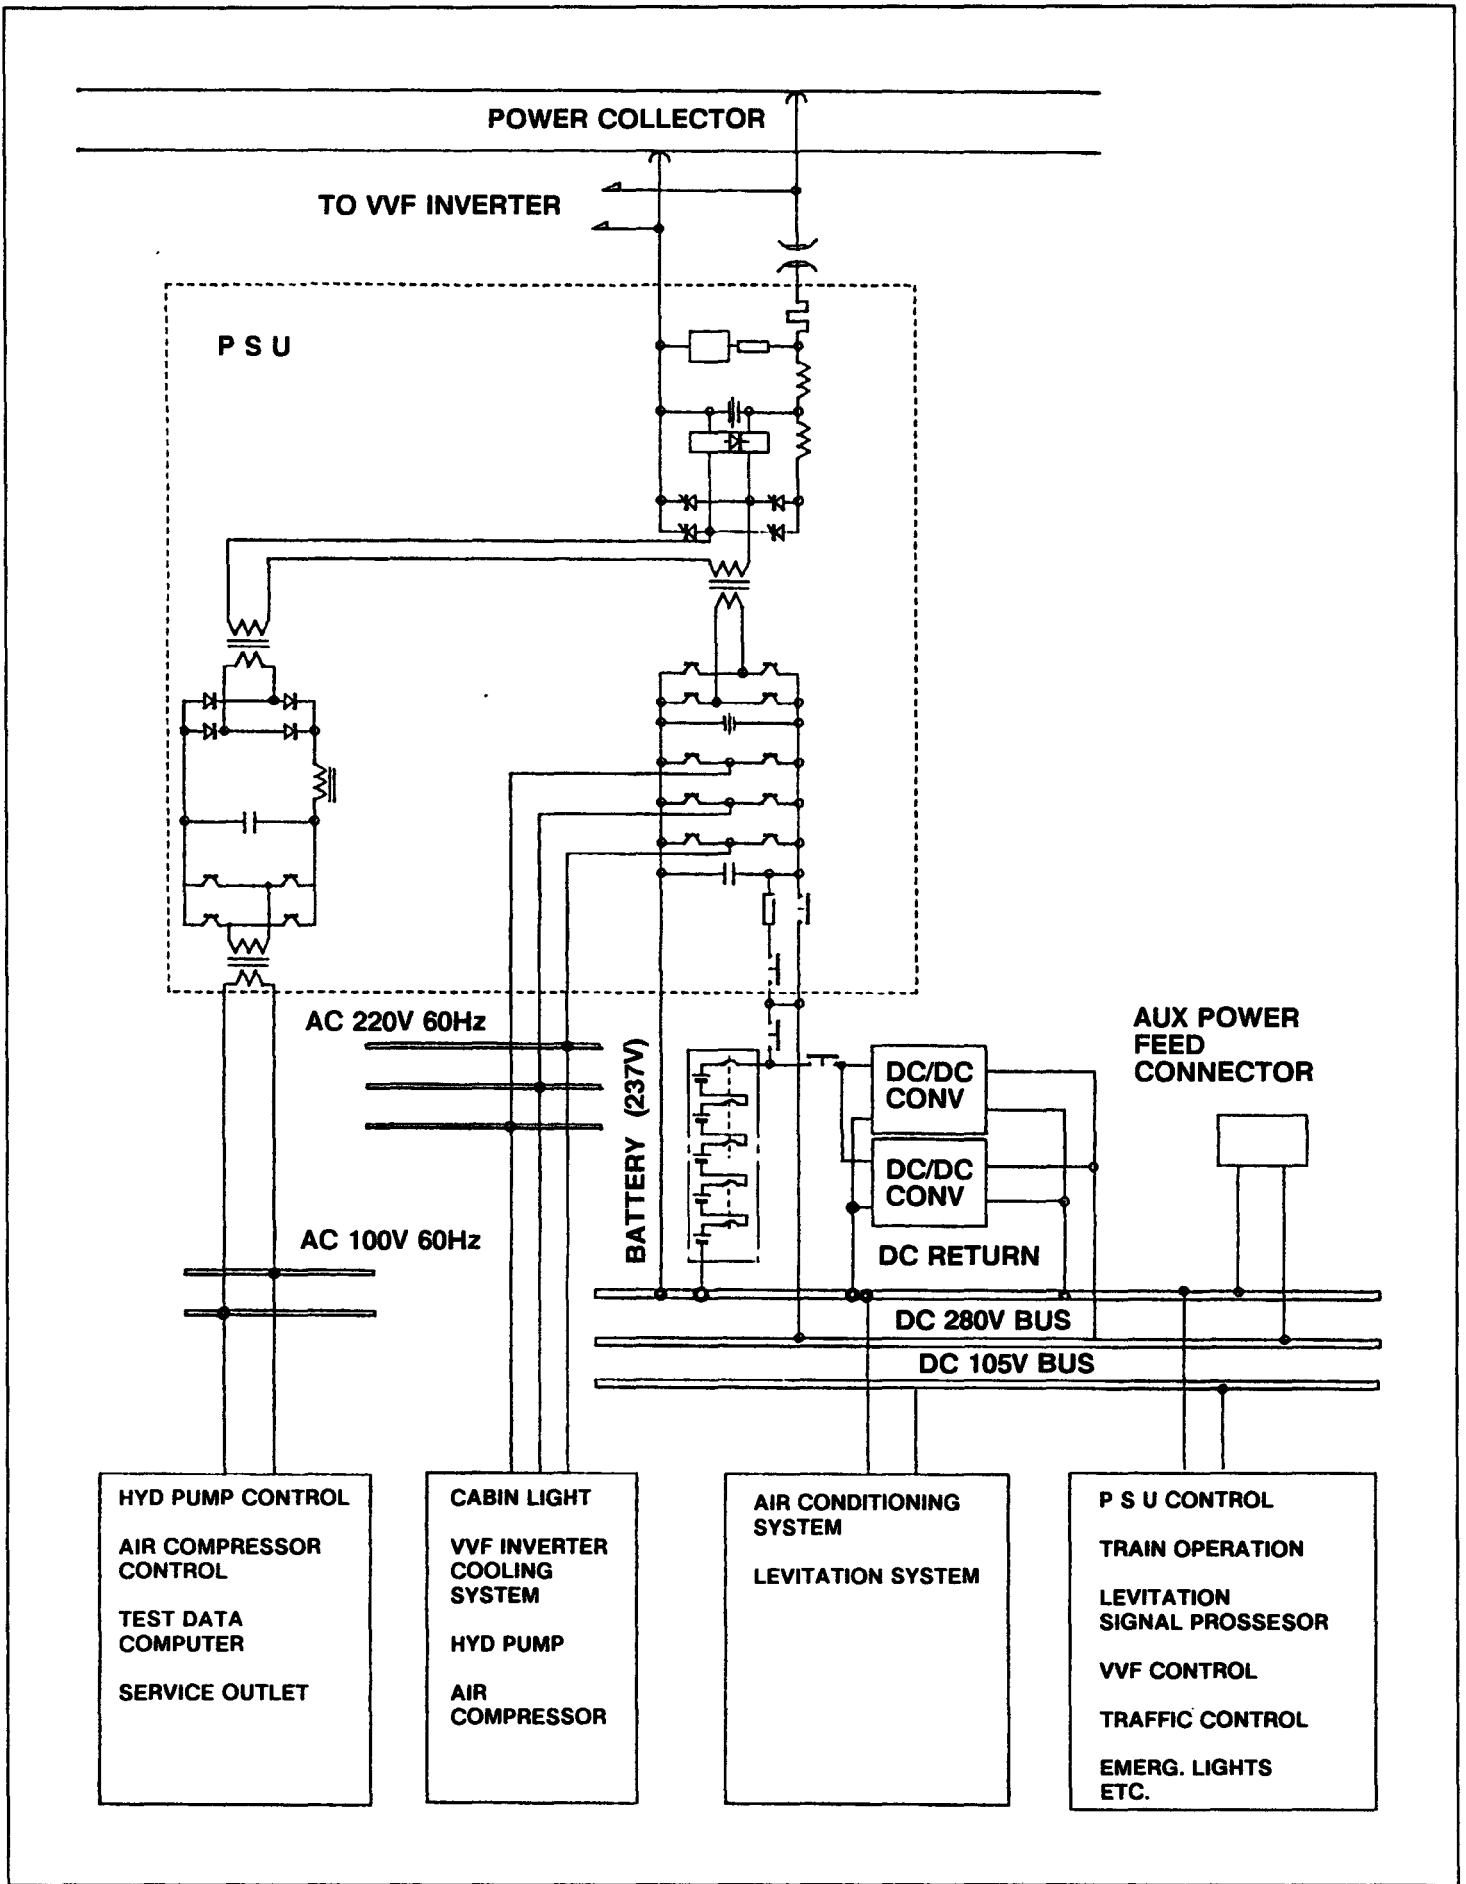 POWER COLLECTOR
TO VVF INVERTER
P S U
AC 220V 60Hz
BATTERY (237V)
AUX POWER
FEED
CONNECTOR
DC/DC
CONV
DC/DC
CONV
AC 100V 60Hz
DC RETURN
DC 280V BUS
DC 105V BUS
HYD PUMP CONTROL
AIR COMPRESSOR
CONTROL
TEST DATA
COMPUTER
SERVICE OUTLET
CABIN LIGHT
VVF INVERTER
COOLING
SYSTEM
HYD PUMP
AIR
COMPRESSOR
AIR CONDITIONING
SYSTEM
LEVITATION SYSTEM
P S U CONTROL
TRAIN OPERATION
LEVITATION
SIGNAL PROSSESOR
VVF CONTROL
TRAFFIC CONTROL
EMERG. LIGHTS
ETC.